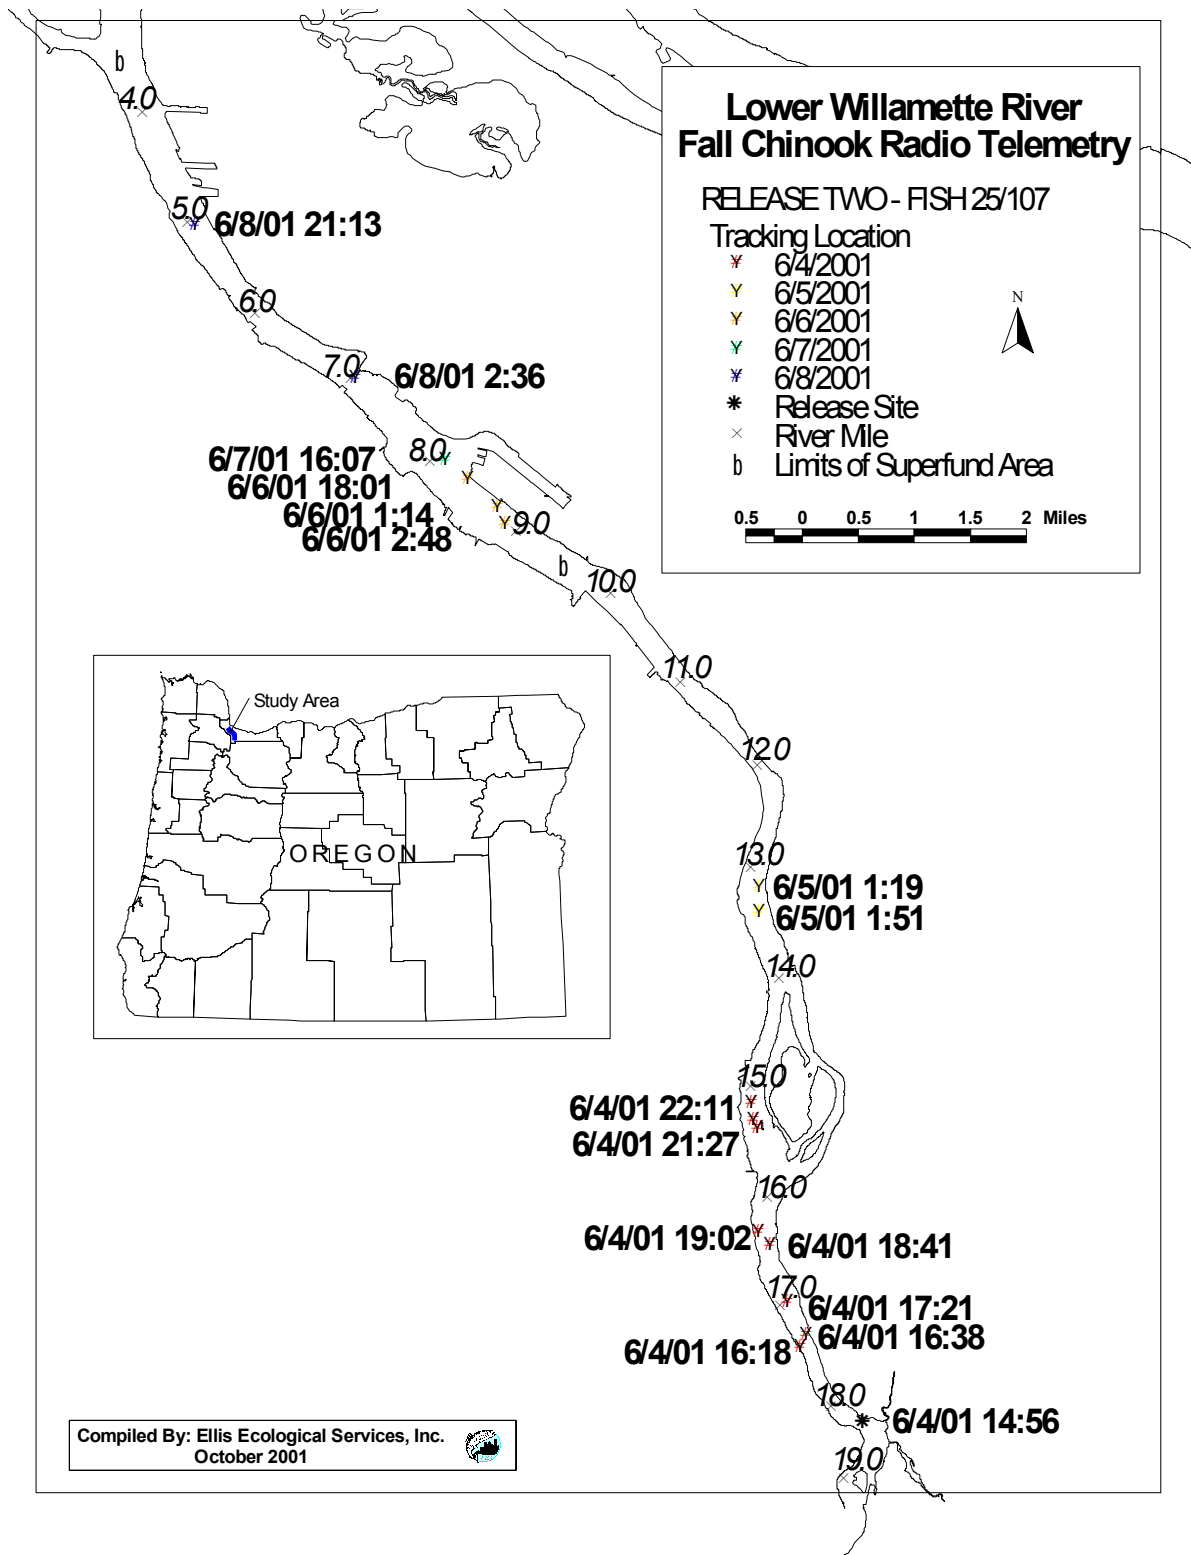 b
4.0
Lower Willamette River
Fall Chinook Radio Telemetry
RELEASE TWO - FISH 25/107
Tracking Location
6/4/2001
6/5/2001
6/6/2001
6/7/2001
6/8/2001
Release Site
River Mile
b Limits of Superfund Area
N
0.5 0 0.5 1 1.5 2 Miles
5.0
6/8/01 21:13
6.0
7.0
6/8/01 2:36
8.0
6/7/01 16:07
6/6/01 18:01
6/6/01 1:14
9.0
6/6/01 2:48
b
10.0
11.0
Study Area
OREGON
12.0
13.0
6/5/01 1:19
6/5/01 1:51
14.0
15.0
6/4/01 22:11
6/4/01 21:27
16.0
6/4/01 19:02
6/4/01 18:41
17.0
6/4/01 17:21
6/4/01 16:38
6/4/01 16:18
18.0
6/4/01 14:56
19.0
Compiled By: Ellis Ecological Services, Inc.
October 2001